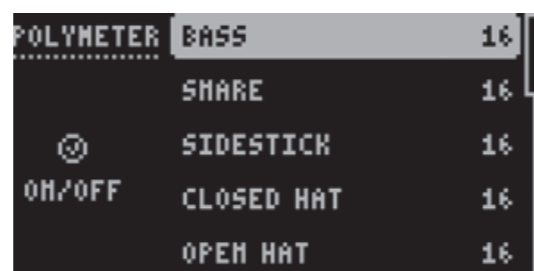 POLYMETER
BASS 16
SNARE 16
SIDESTICK 16
ON/OFF
CLOSED HAT 16
OPEN HAT 16